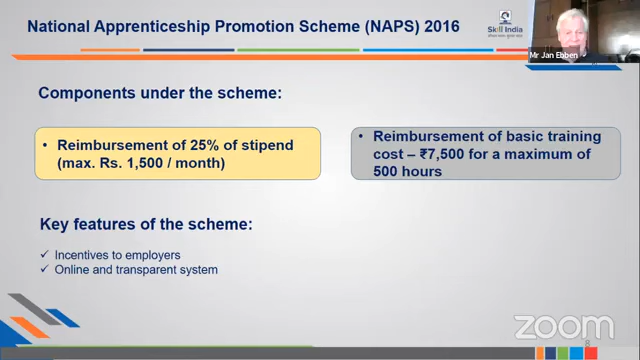 National Apprenticeship Promotion Scheme (NAPS) 2016
Skill India
Mr Jan Ebben
Components under the scheme:
• Reimbursement of 25% of stipend
(max. Rs. 1,500 / month)
• Reimbursement of basic training
cost – ₹7,500 for a maximum of
500 hours
Key features of the scheme:
✓ Incentives to employers
✓ Online and transparent system
zoom